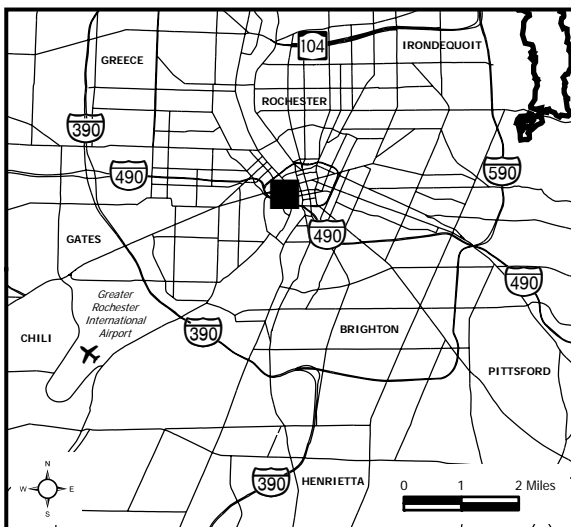 104
IRONDEQUOIT
GREECE
ROCHESTER
390
590
490
490
GATES
490
Greater
Rochester
International
Airport
390
BRIGHTON
CHILI
PITTSFORD
N
W E
S
390
HENRIETTA
0 1 2 Miles